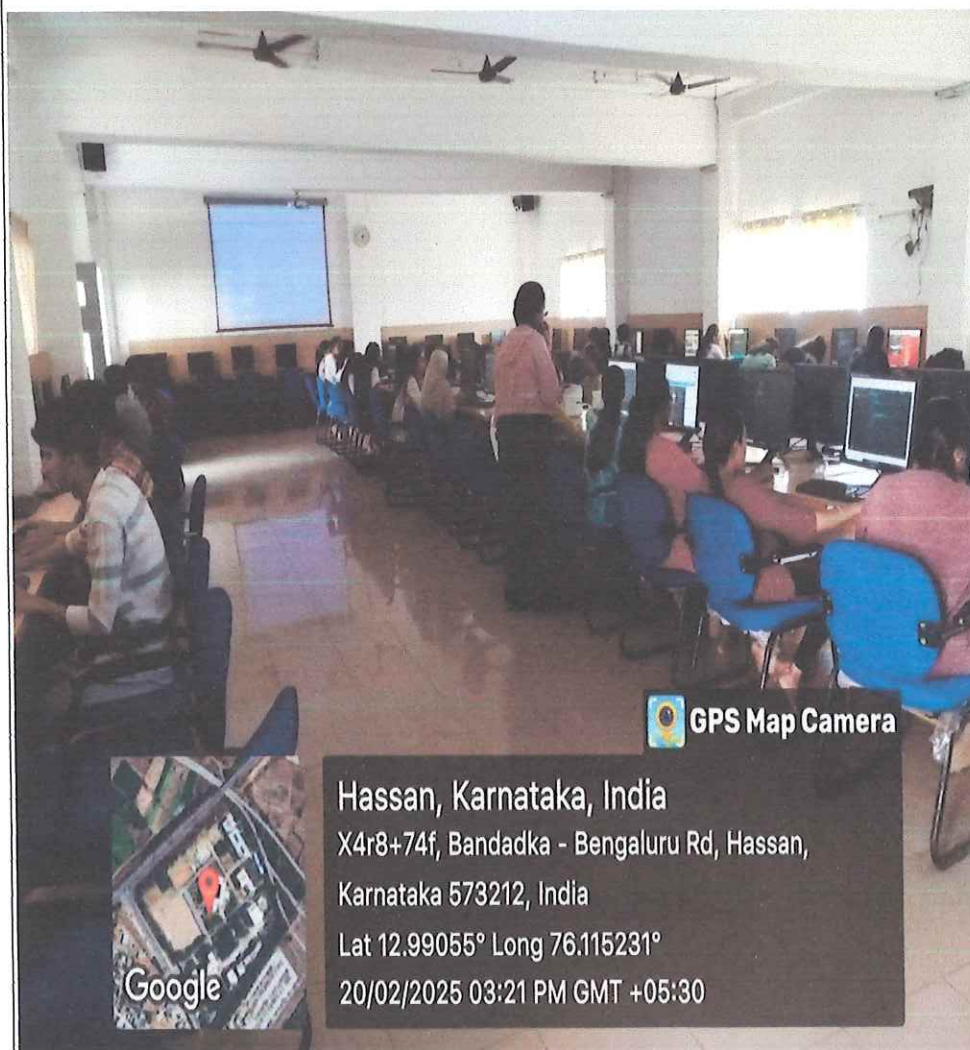 GPS Map Camera
Hassan, Karnataka, India
X4r8+74f, Bandadka - Bengaluru Rd, Hassan,
Karnataka 573212, India
Lat 12.99055° Long 76.115231°
20/02/2025 03:21 PM GMT +05:30
Google